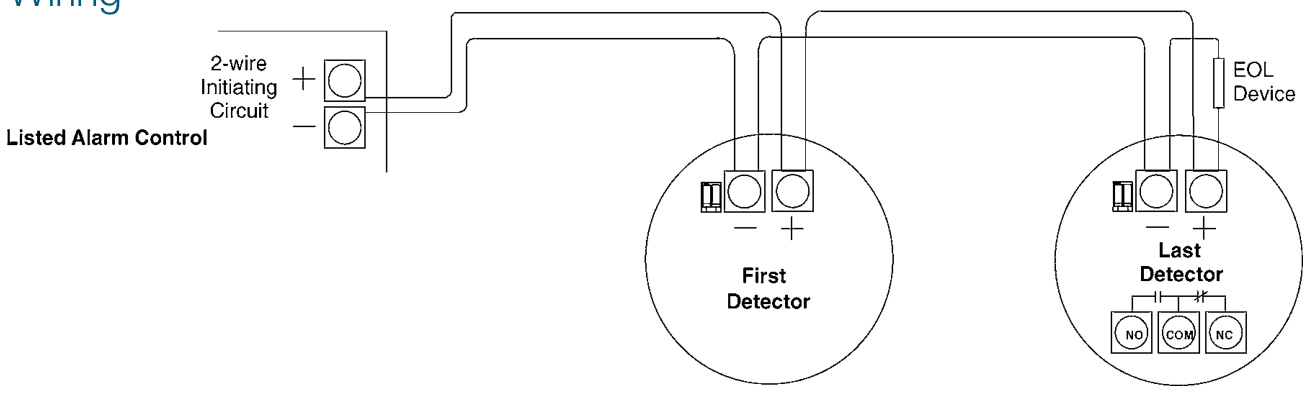 Wiring
2-wire
Initiating
Circuit
+
−
Listed Alarm Control
EOL
Device
− +
First
Detector
− +
Last
Detector
NO COM NC